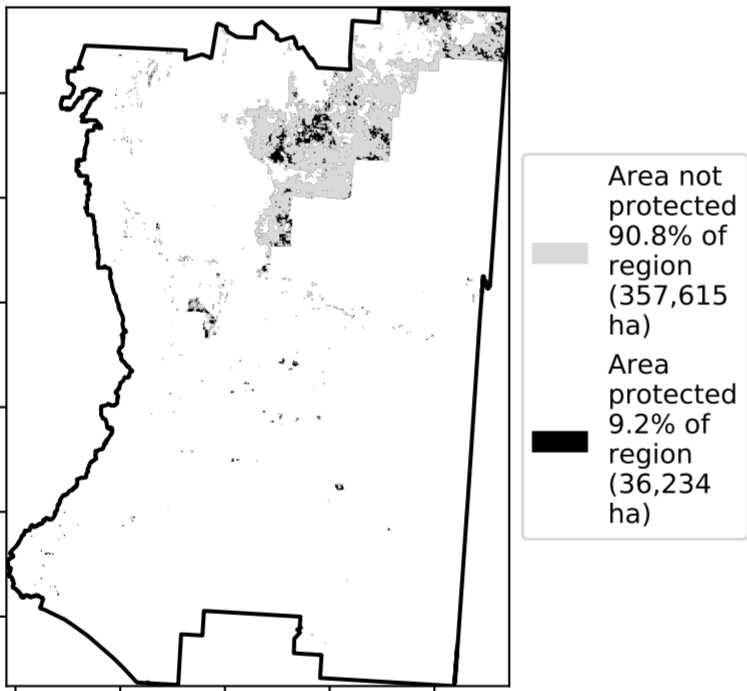 Area not
protected
90.8% of
region
(357,615
ha)
Area
protected
9.2% of
region
(36,234
ha)